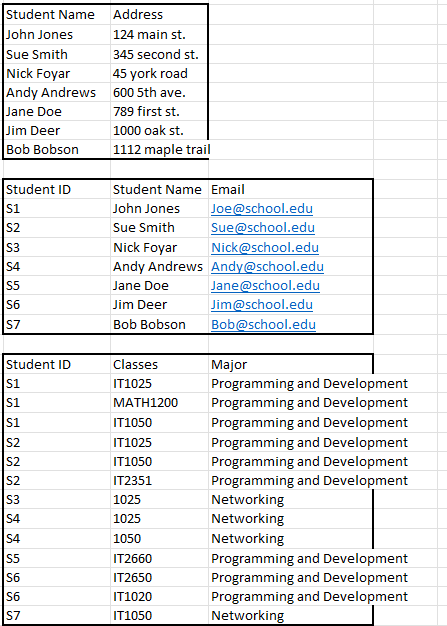 Student Name Address
John Jones 124 main st.
Sue Smith 345 second st.
Nick Foyar 45 york road
Andy Andrews 600 5th ave.
Jane Doe 789 first st.
Jim Deer 1000 oak st.
Bob Bobson 1112 maple trail
Student ID Student Name Email
S1 John Jones Joe@school.edu
S2 Sue Smith Sue@school.edu
S3 Nick Foyar Nick@school.edu
S4 Andy Andrews Andy@school.edu
S5 Jane Doe Jane@school.edu
S6 Jim Deer Jim@school.edu
S7 Bob Bobson Bob@school.edu
Student ID Classes Major
S1 IT1025 Programming and Development
S1 MATH1200 Programming and Development
S1 IT1050 Programming and Development
S2 IT1025 Programming and Development
S2 IT1050 Programming and Development
S2 IT2351 Programming and Development
S3 1025 Networking
S4 1025 Networking
S4 1050 Networking
S5 IT2660 Programming and Development
S6 IT2650 Programming and Development
S6 IT1020 Programming and Development
S7 IT1050 Networking